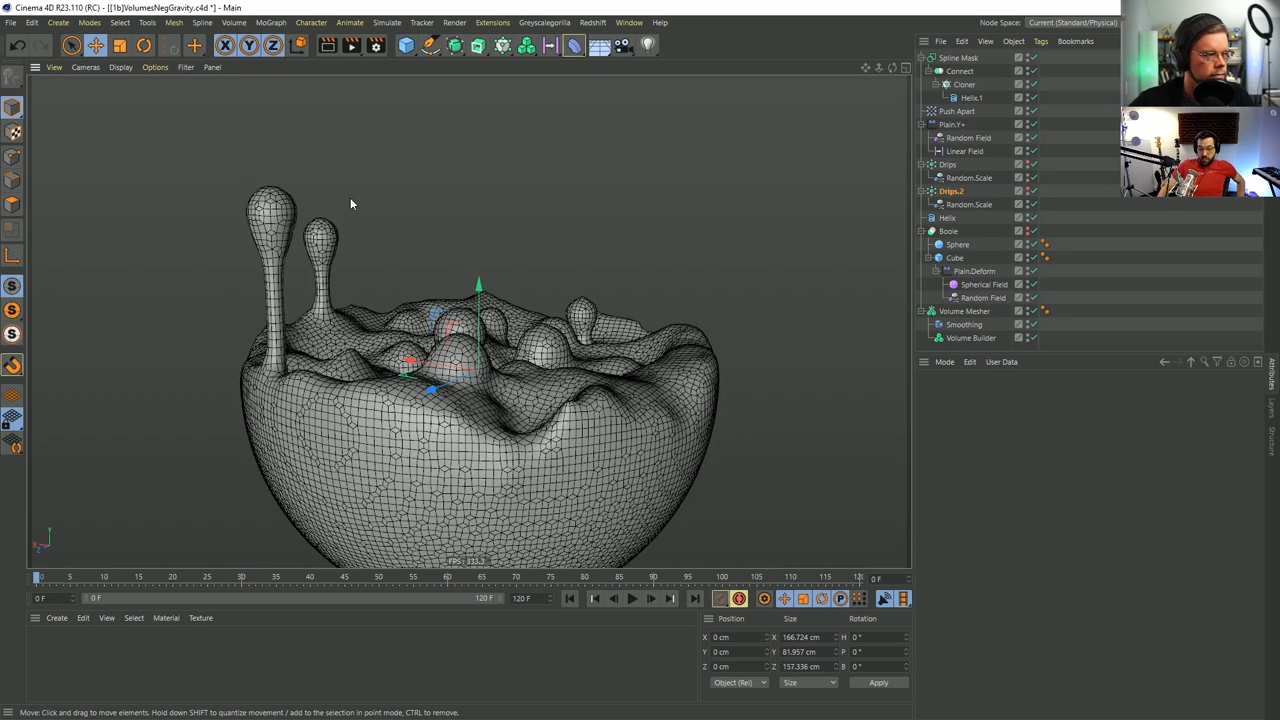 Cinema 4D R23.110 (RC) - [[1b]VolumesNegGravity.c4d *] - Main
File Edit Create Modes Select Tools Mesh Spline Volume MoGraph Character Animate Simulate Tracker Render Extensions Greyscalegorilla Redshift Window Help
Node Space: Current (Standard/Physical)
File Edit View Object Tags Bookmarks
X Y Z
View Cameras Display Options Filter Panel
Spline Mask
Connect
Cloner
Helix.1
Push Apart
Plain.Y+
Random Field
Linear Field
Drips
Random.Scale
Drips.2
Random.Scale
Helix
Boole
Sphere
Cube
Plain.Deform
Spherical Field
Random Field
Volume Mesher
Smoothing
Volume Builder
Mode Edit User Data
Attributes
Layers
Structure
S
S
S
Y
X
Z
FPS : 333.3
0 5 10 15 20 25 30 35 40 45 50 55 60 65 70 75 80 85 90 95 100 105 110 115 120 0 F
0 F 0 F 120 F 120 F
P
Create Edit View Select Material Texture
Position Size Rotation
X 0 cm X 166.724 cm H 0 °
Y 0 cm Y 81.957 cm P 0 °
Z 0 cm Z 157.336 cm B 0 °
Object (Rel) Size Apply
Move: Click and drag to move elements. Hold down SHIFT to quantize movement / add to the selection in point mode, CTRL to remove.